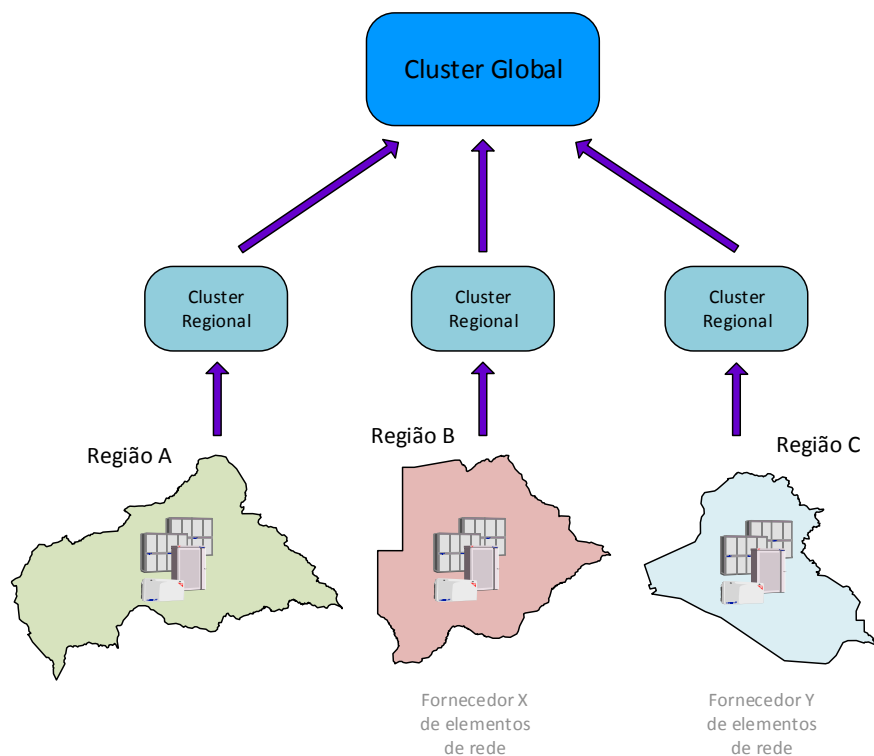 Cluster Global
Cluster
Regional
Cluster
Regional
Cluster
Regional
Região A
Região B
Região C
Fornecedor X
de elementos
de rede
Fornecedor Y
de elementos
de rede